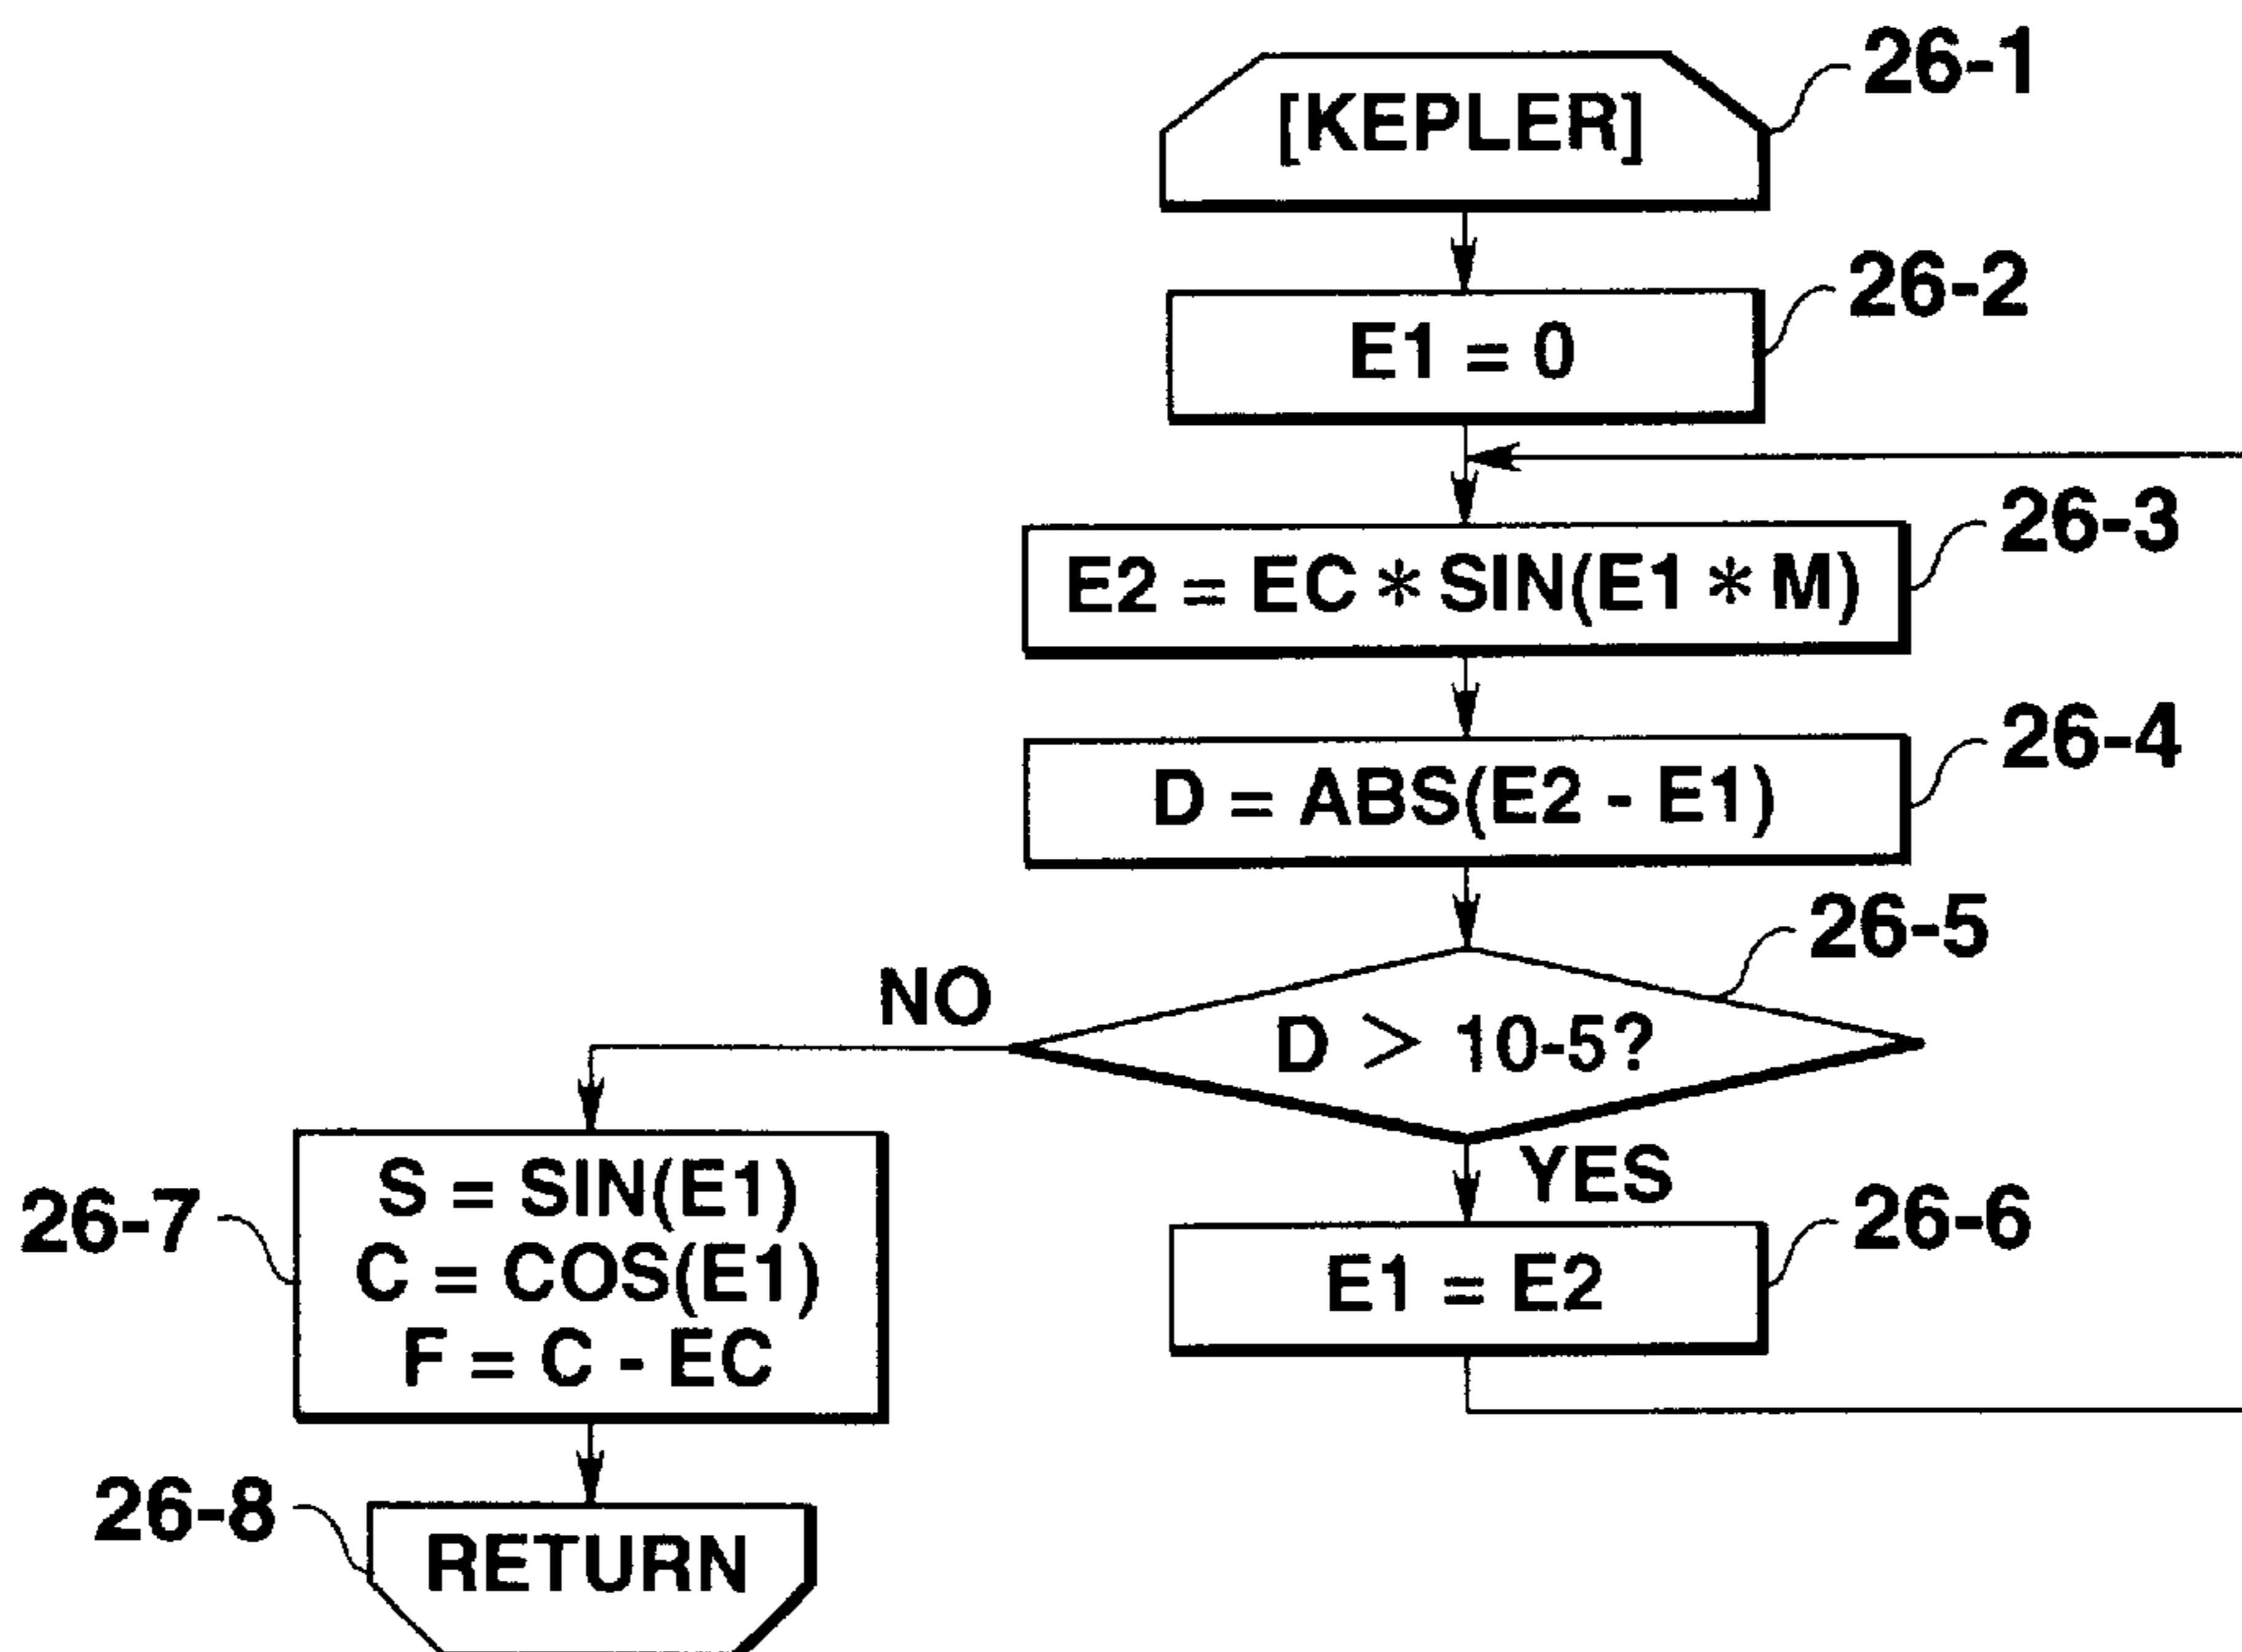 [KEPLER]
26-1
E1 = 0
26-2
E2 = EC * SIN(E1 * M)
26-3
D = ABS(E2 - E1)
26-4
26-5
NO
D > 10-5?
YES
26-7
S = SIN(E1)
C = COS(E1)
F = C - EC
E1 = E2
26-6
26-8
RETURN